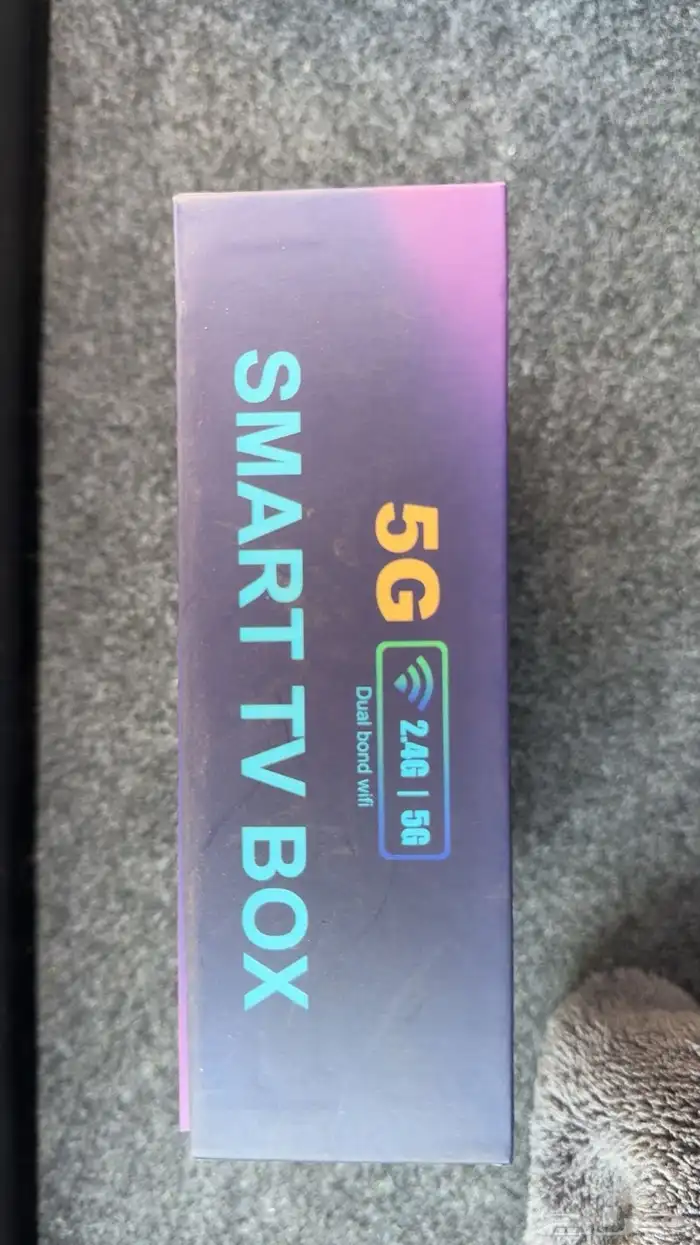 5G 2.4G | 5G
Dual bond wifi
SMART TV BOX